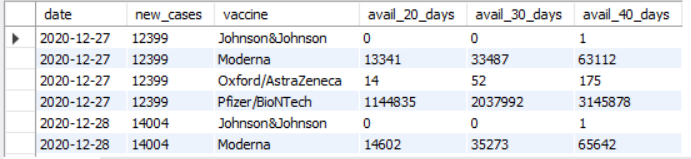 date new_cases vaccine avail_20_days avail_30_days avail_40_days
2020-12-27 12399 Johnson&Johnson 0 0 1
2020-12-27 12399 Moderna 13341 33487 63112
2020-12-27 12399 Oxford/AstraZeneca 14 52 175
2020-12-27 12399 Pfizer/BioNTech 1144835 2037992 3145878
2020-12-28 14004 Johnson&Johnson 0 0 1
2020-12-28 14004 Moderna 14602 35273 65642